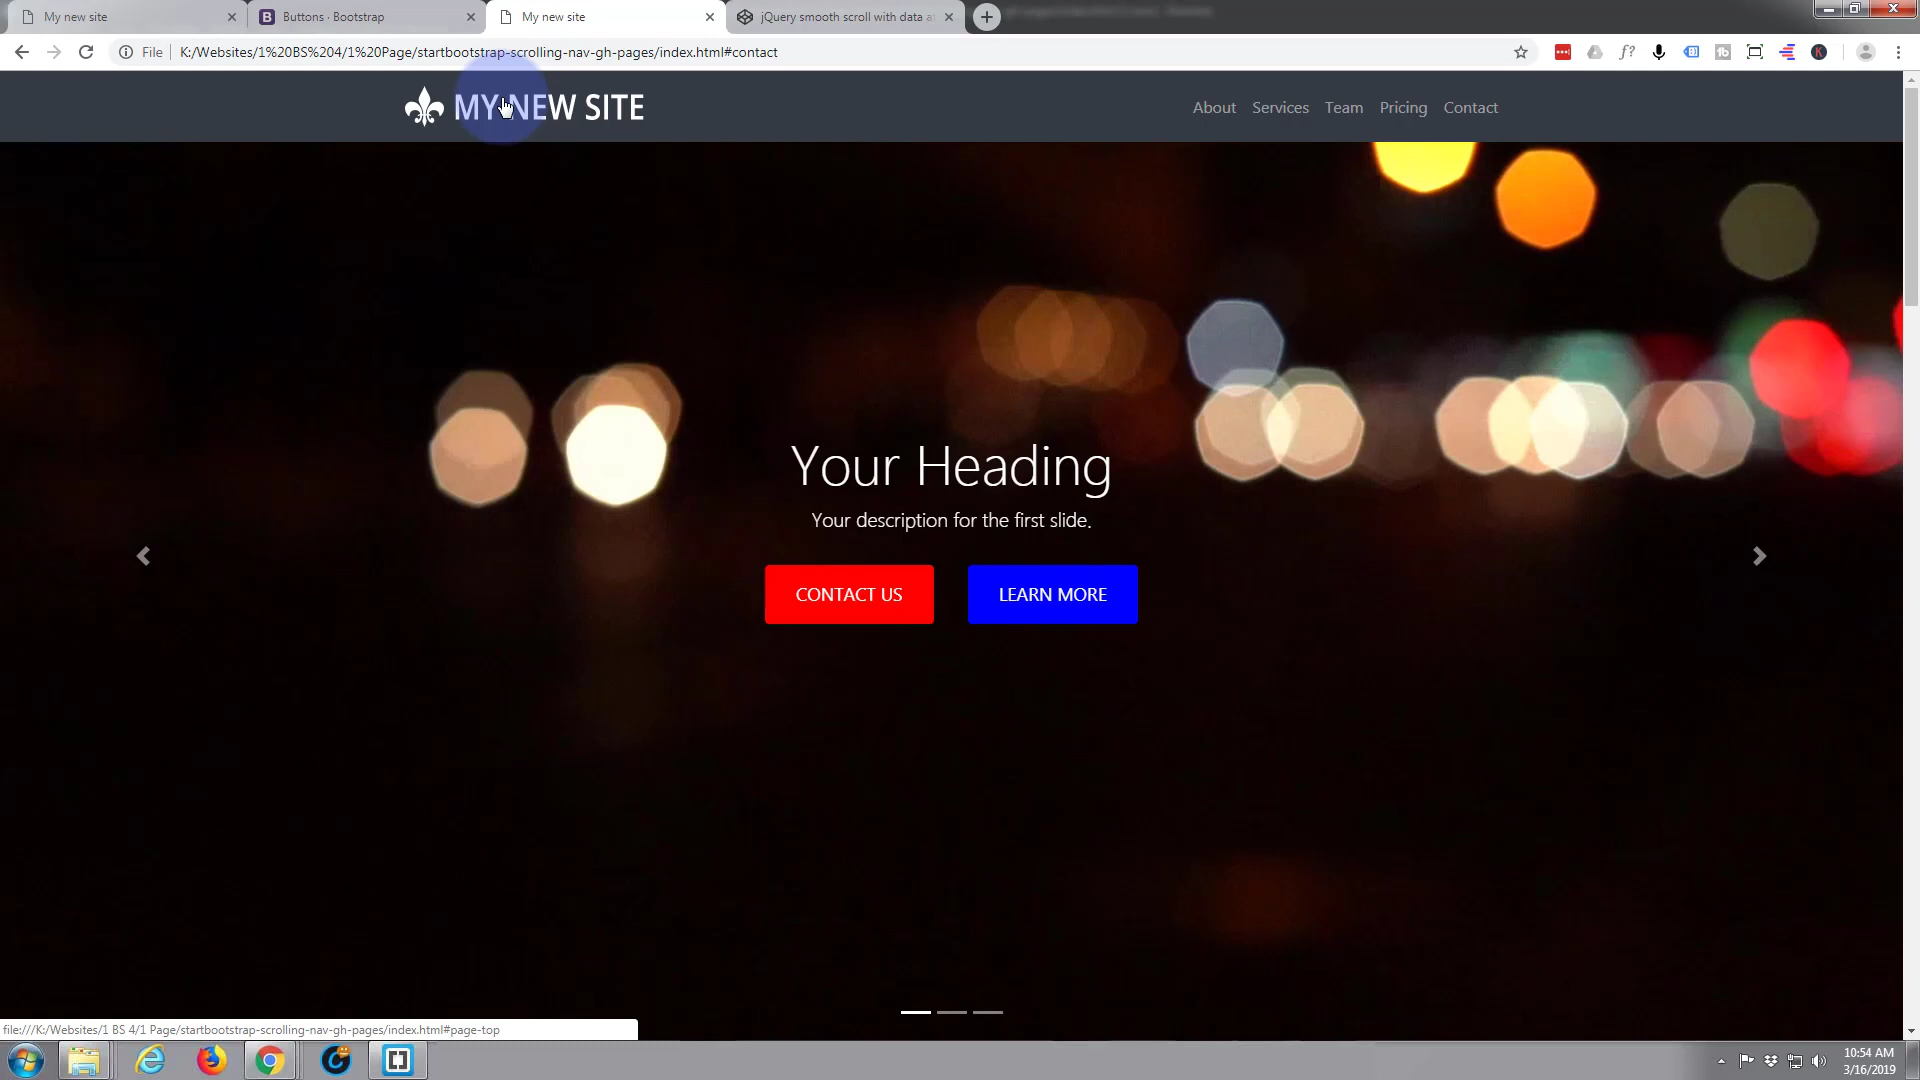 My new site
Buttons · Bootstrap
My new site
jQuery smooth scroll with data a
File
K:/Websites/1%20BS%204/1%20Page/startbootstrap-scrolling-nav-gh-pages/index.html#contact
MY NEW SITE
About Services Team Pricing Contact
Your Heading
Your description for the first slide.
CONTACT US
LEARN MORE
file:///K:/Websites/1 BS 4/1 Page/startbootstrap-scrolling-nav-gh-pages/index.html#page-top
10:54 AM
3/16/2019